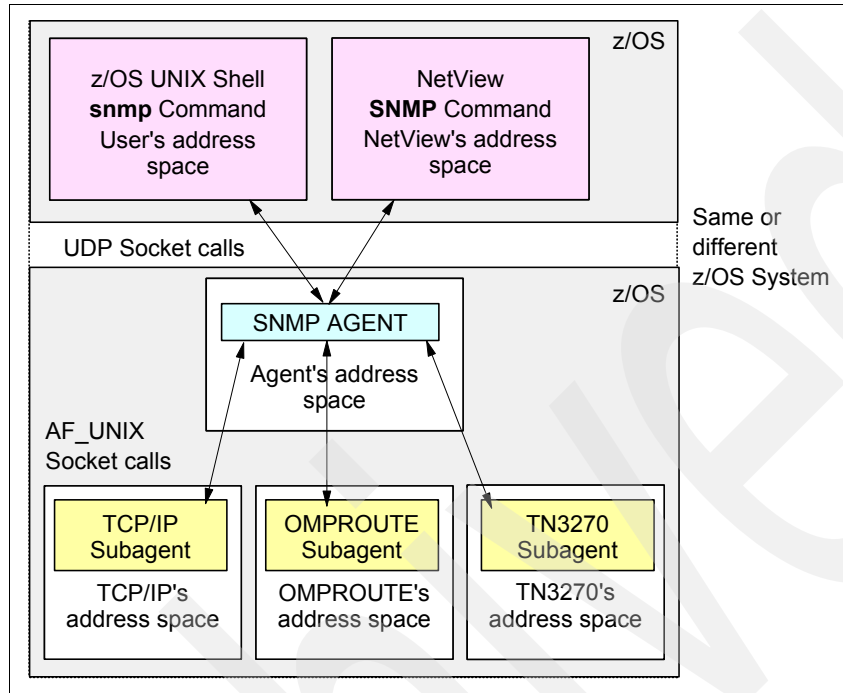 z/OS
z/OS UNIX Shell
snmp Command
User's address
space
NetView
SNMP Command
NetView's address
space
UDP Socket calls
Same or
different
z/OS System
z/OS
SNMP AGENT
Agent's address
space
AF_UNIX
Socket calls
TCP/IP
Subagent
TCP/IP's
address space
OMPROUTE
Subagent
OMPROUTE's
address space
TN3270
Subagent
TN3270's
address space